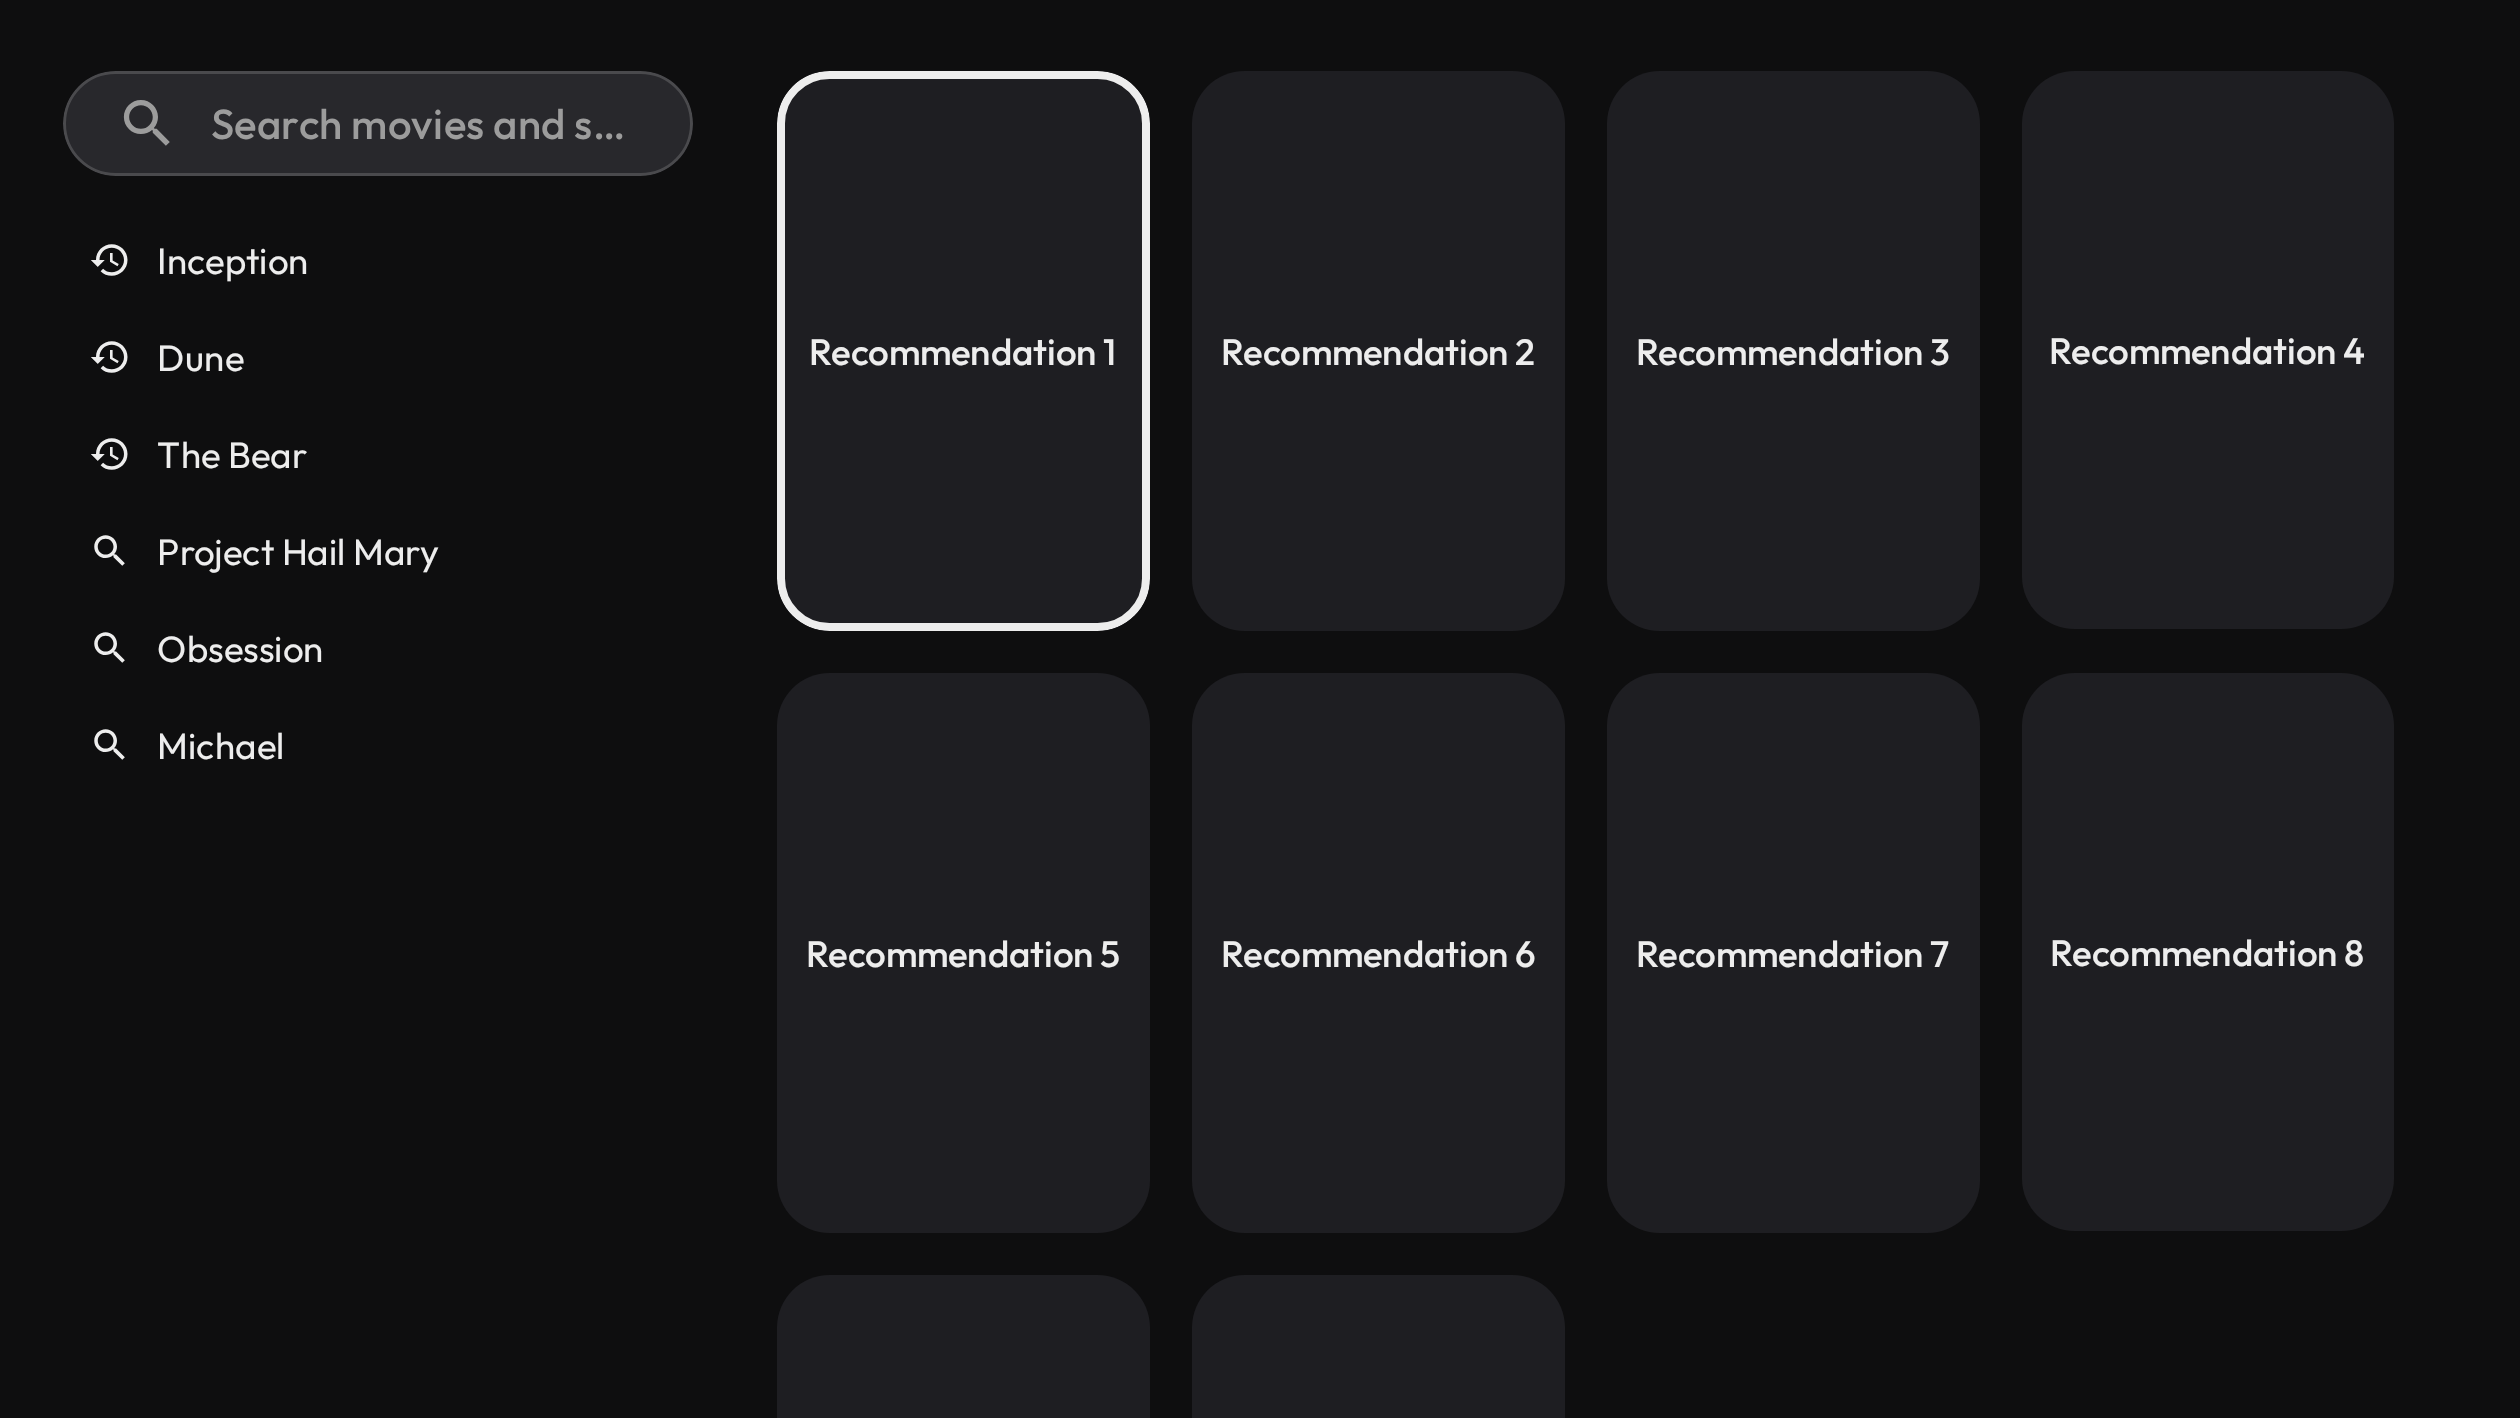 Search movies and s...
Inception
Dune
The Bear
Project Hail Mary
Obsession
Michael
Recommendation 1
Recommendation 2
Recommendation 3
Recommendation 4
Recommendation 5
Recommendation 6
Recommendation 7
Recommendation 8